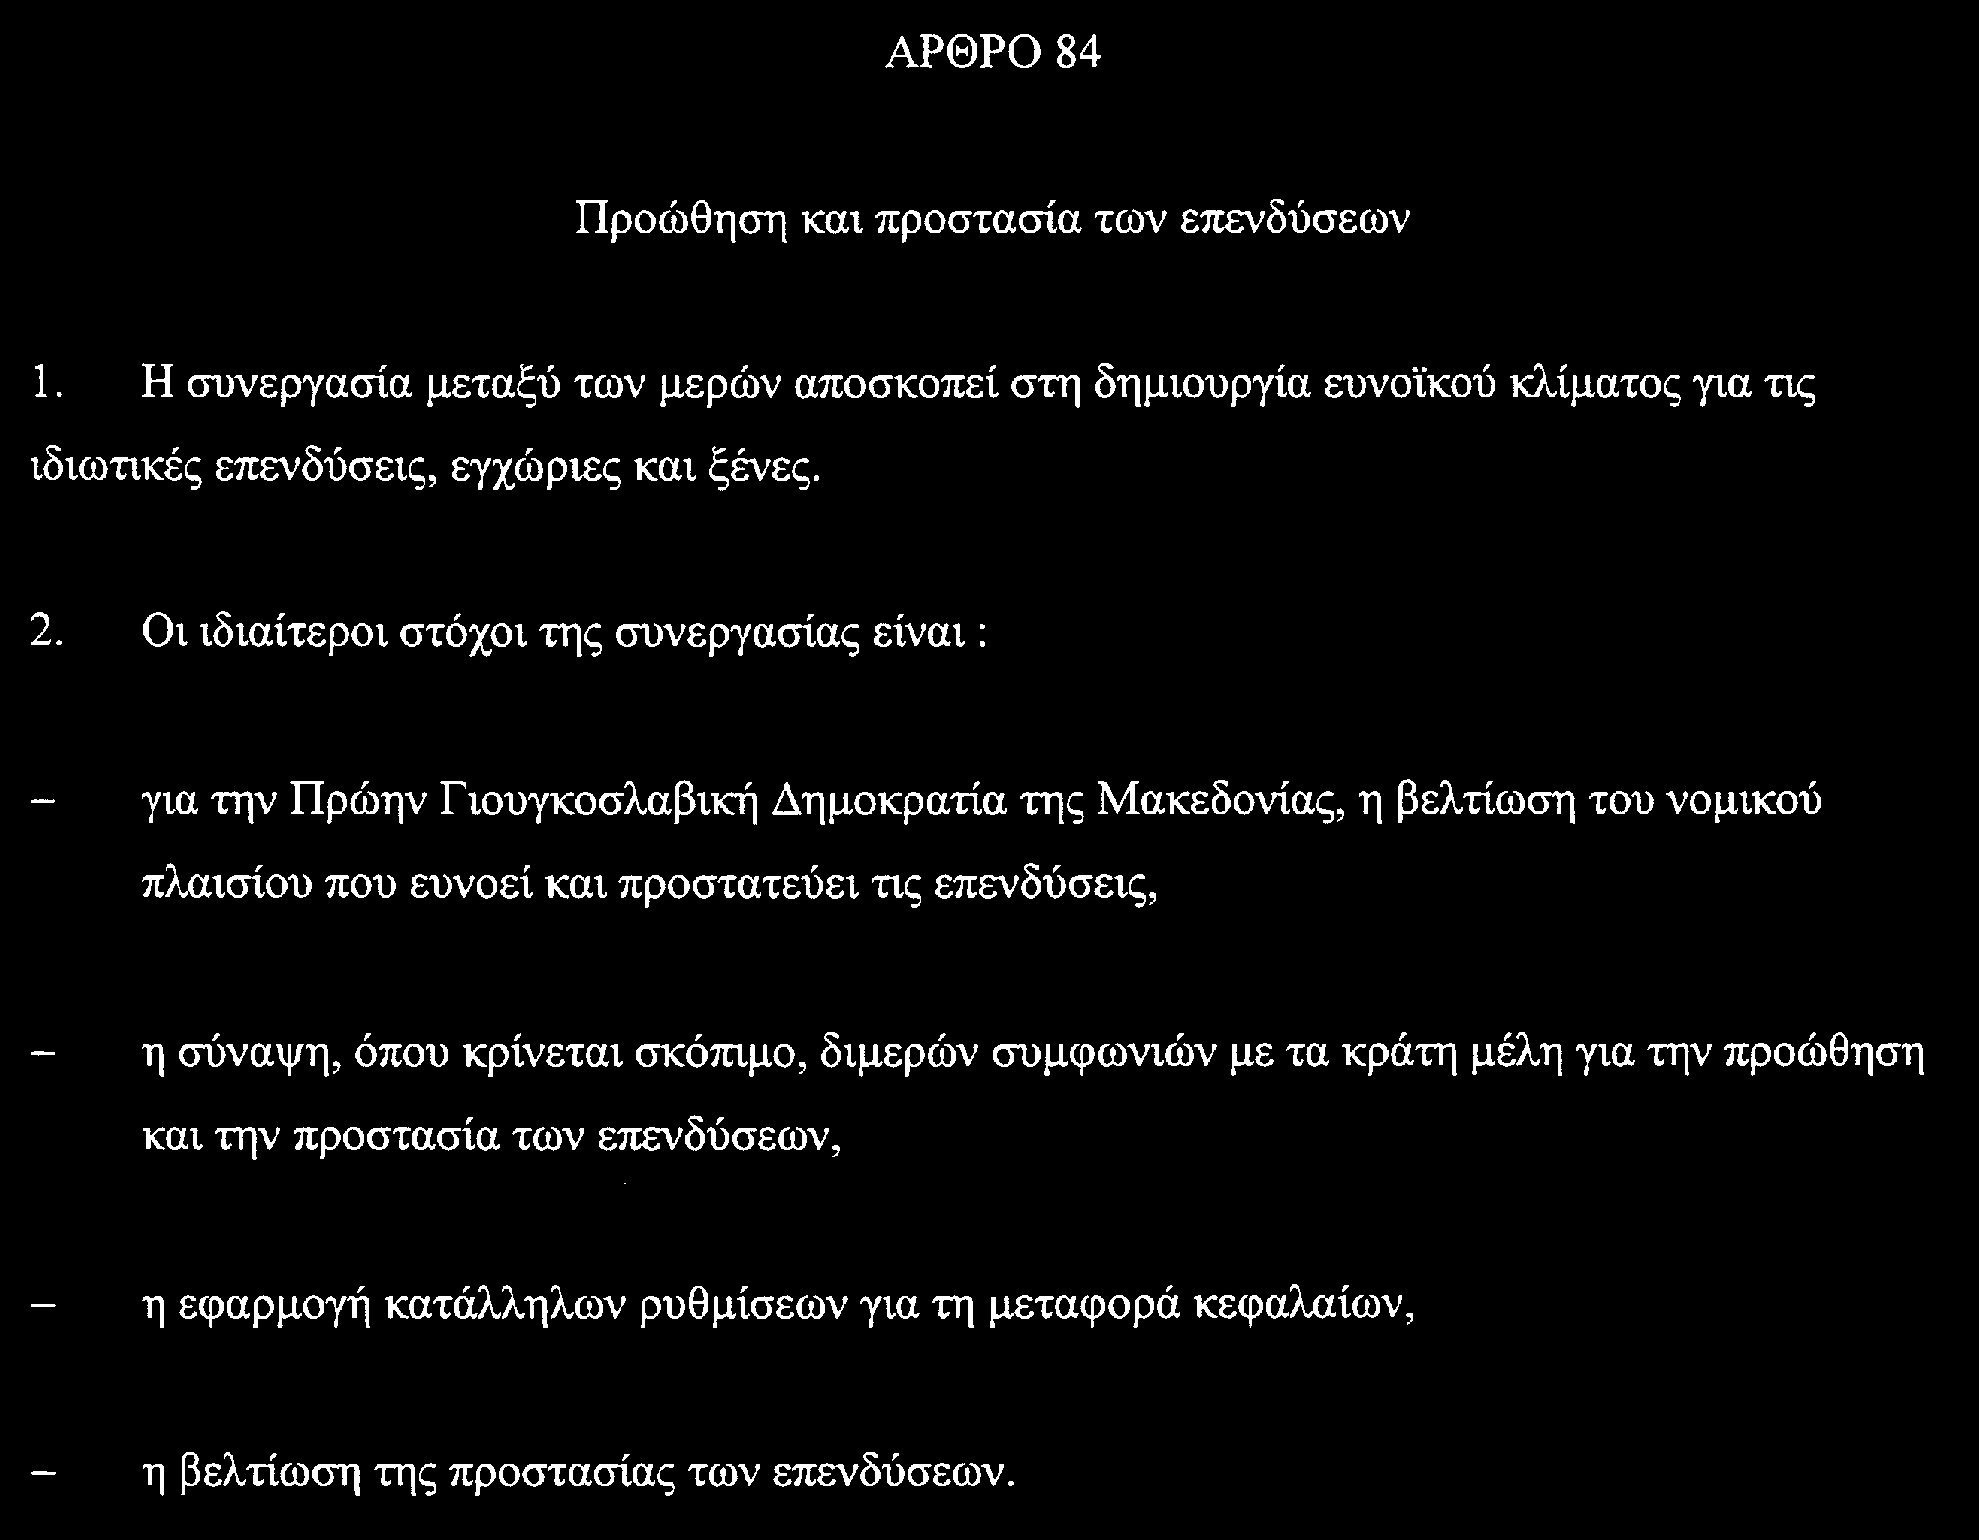 ΑΡΘΡΟ 84
Προώθηση και προστασία των επενδύσεων
1. Η συνεργασία μεταξύ των μερών αποσκοπεί στη δημιουργία ευνοϊκού κλίματος για τις
ιδιωτικές επενδύσεις, εγχώριες και ξένες.
2. Οι ιδιαίτεροι στόχοι της συνεργασίας είναι :
– για την Πρώην Γιουγκοσλαβική Δημοκρατία της Μακεδονίας, η βελτίωση του νομικού
πλαισίου που ευνοεί και προστατεύει τις επενδύσεις,
– η σύναψη, όπου κρίνεται σκόπιμο, διμερών συμφωνιών με τα κράτη μέλη για την προώθηση
και την προστασία των επενδύσεων,
– η εφαρμογή κατάλληλων ρυθμίσεων για τη μεταφορά κεφαλαίων,
– η βελτίωση της προστασίας των επενδύσεων.